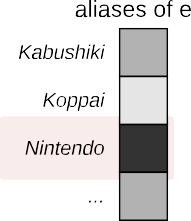 aliases of e
Kabushiki
Koppai
Nintendo
...